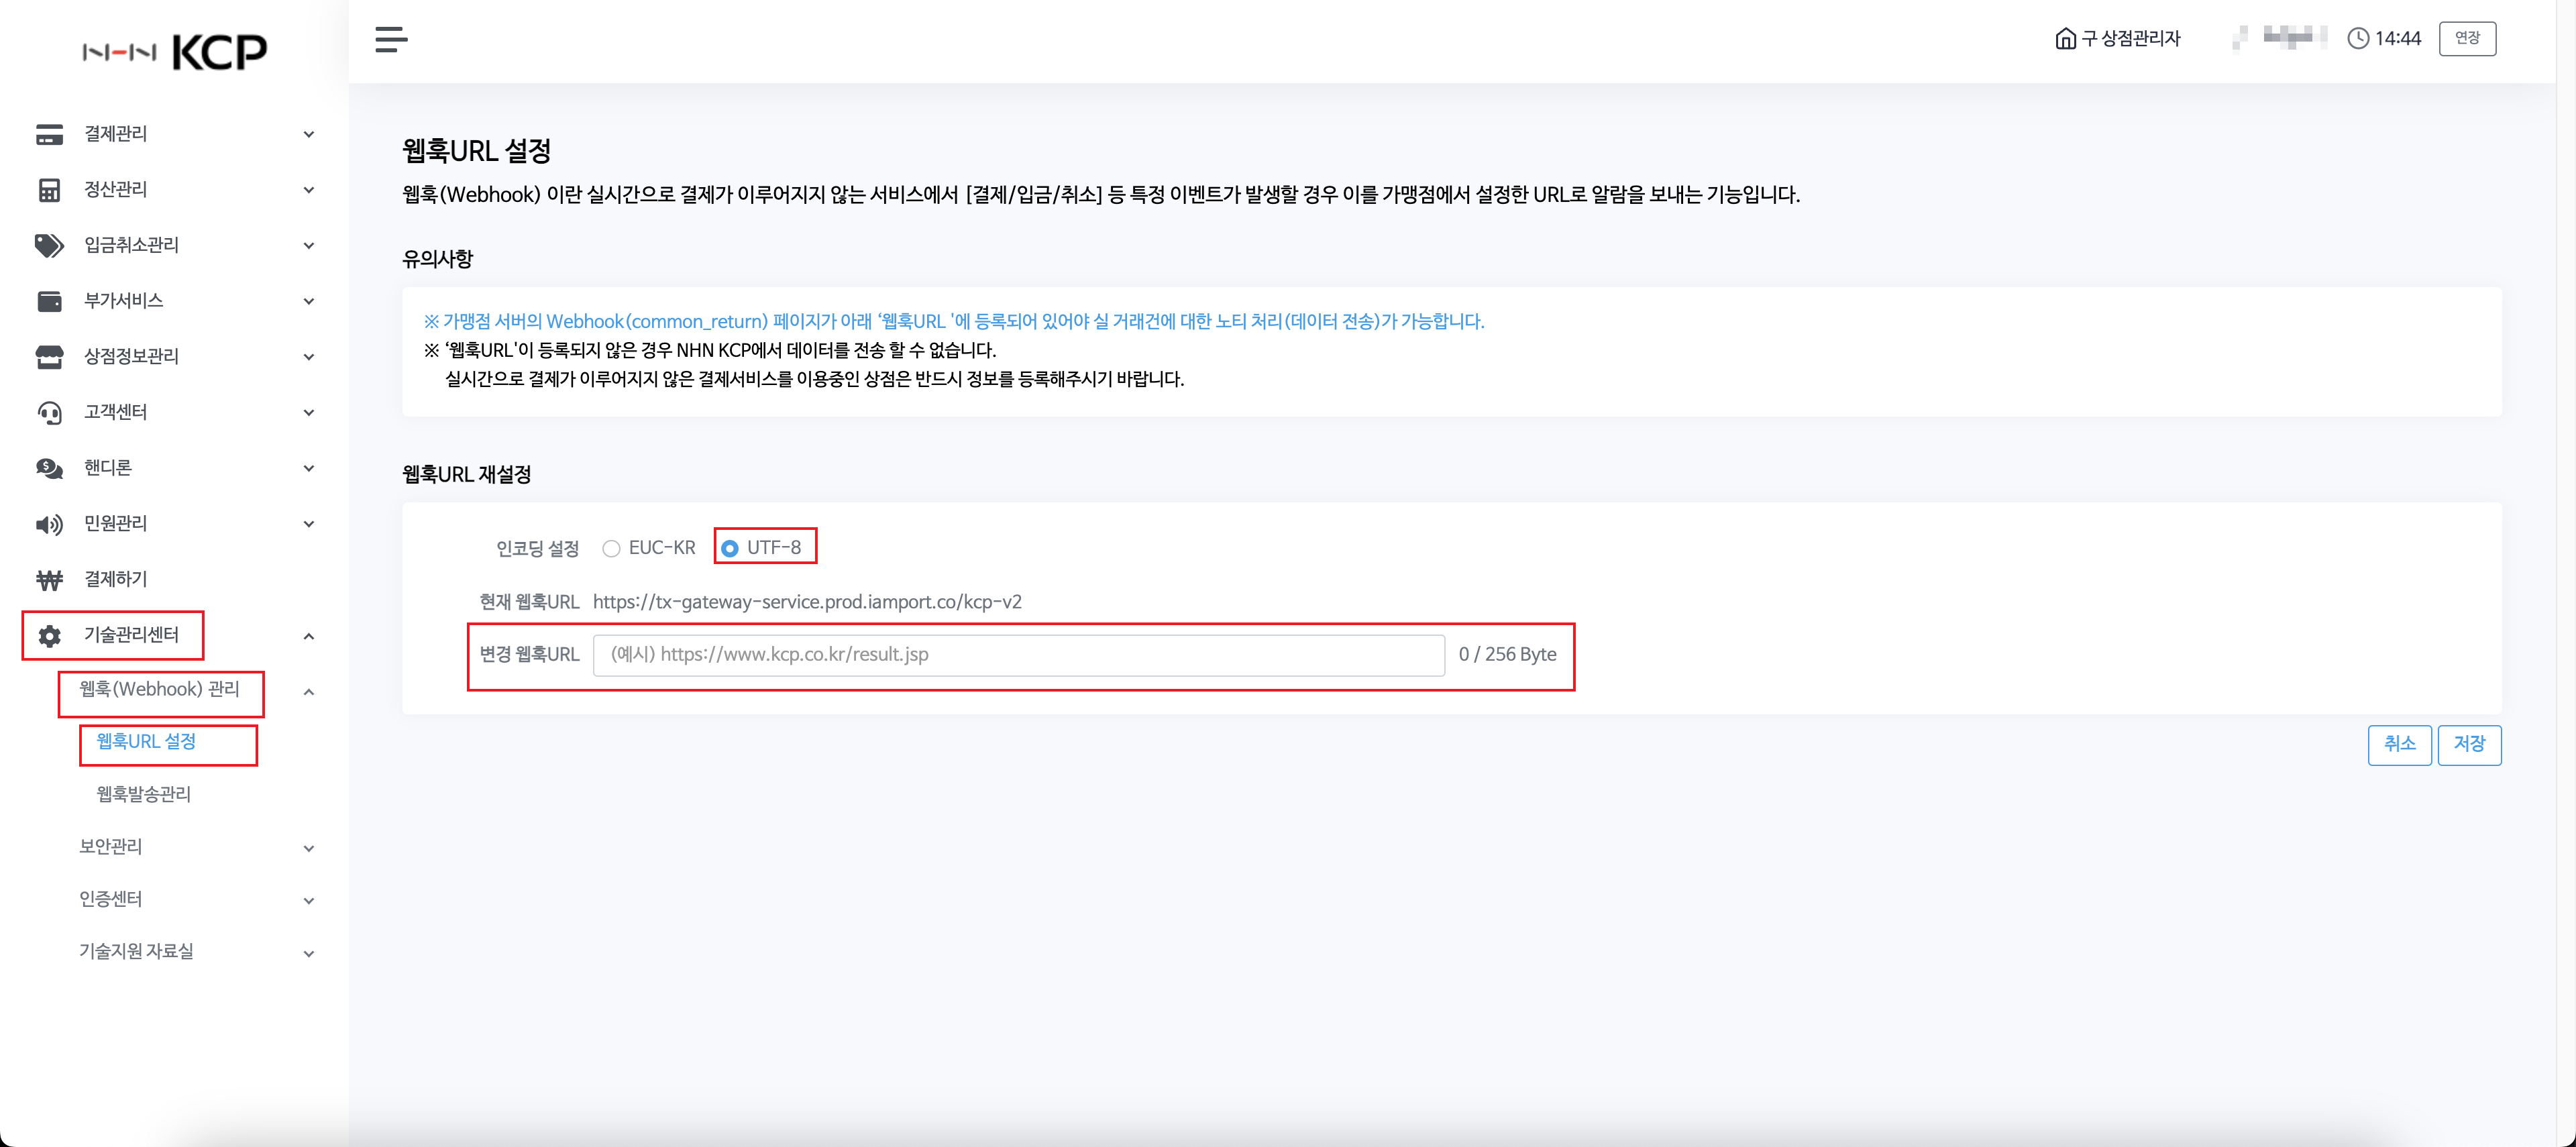 NHN KCP
결제관리
정산관리
입금취소관리
부가서비스
상점정보관리
고객센터
핸디론
민원관리
결제하기
기술관리센터
웹훅(Webhook) 관리
웹훅URL 설정
웹훅발송관리
보안관리
인증센터
기술지원 자료실
구 상점관리자
14:44
연장
웹훅URL 설정
웹훅(Webhook) 이란 실시간으로 결제가 이루어지지 않는 서비스에서 [결제/입금/취소] 등 특정 이벤트가 발생할 경우 이를 가맹점에서 설정한 URL로 알람을 보내는 기능입니다.
유의사항
※ 가맹점 서버의 Webhook(common_return) 페이지가 아래 ‘웹훅URL '에 등록되어 있어야 실 거래건에 대한 노티 처리(데이터 전송)가 가능합니다.
※ ‘웹훅URL'이 등록되지 않은 경우 NHN KCP에서 데이터를 전송 할 수 없습니다.
실시간으로 결제가 이루어지지 않은 결제서비스를 이용중인 상점은 반드시 정보를 등록해주시기 바랍니다.
웹훅URL 재설정
인코딩 설정 EUC-KR UTF-8
현재 웹훅URL https://tx-gateway-service.prod.iamport.co/kcp-v2
변경 웹훅URL (예시) https://www.kcp.co.kr/result.jsp 0 / 256 Byte
취소 저장